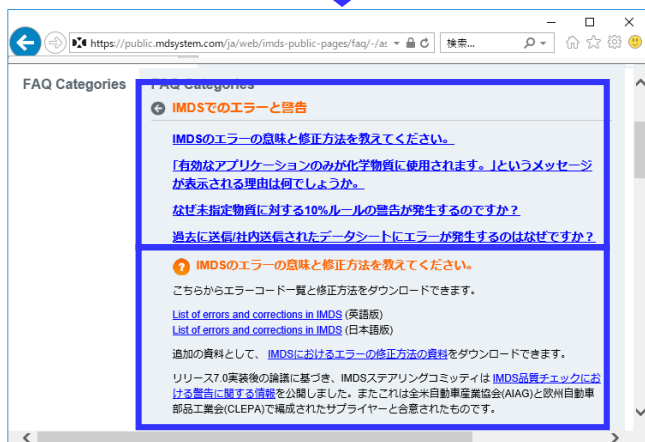 https://public.mdsystem.com/ja/web/imds-public-pages/faq/-/as
検索...
FAQ Categories
FAQ Categories
IMDSでのエラーと警告
IMDSのエラーの意味と修正方法を教えてください。
「有効なアプリケーションのみが化学物質に使用されます。」というメッセージ
が表示される理由は何でしょうか。
なぜ未指定物質に対する10%ルールの警告が発生するのですか？
過去に送信/社内送信されたデータシートにエラーが発生するのはなぜですか？
IMDSのエラーの意味と修正方法を教えてください。
こちらからエラーコード一覧と修正方法をダウンロードできます。
List of errors and corrections in IMDS (英語版)
List of errors and corrections in IMDS (日本語版)
追加の資料として、 IMDSにおけるエラーの修正方法の資料をダウンロードできます。
リリース7.0実装後の論議に基づき、IMDSステアリングコミッティは IMDS品質チェックにお
ける警告に関する情報を公開しました。またこれは全米自動車産業協会(AIAG)と欧州自動車
部品工業会(CLEPA)で編成されたサプライヤーと合意されたものです。